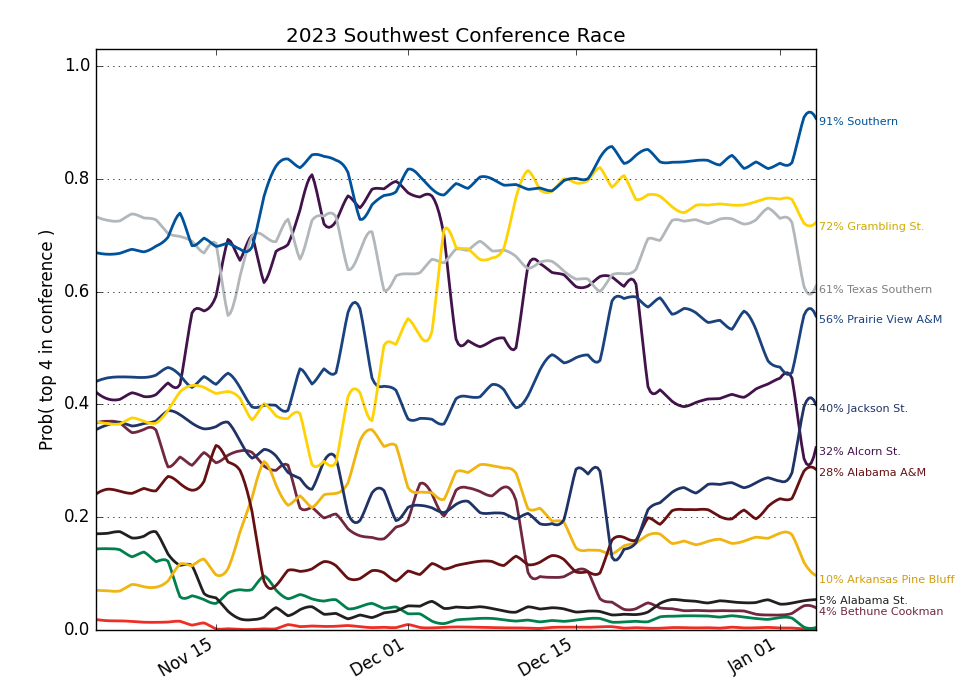 2023 Southwest Conference Race
Prob( top 4 in conference )
1.0
0.8
0.6
0.4
0.2
0.0
Nov 15
Dec 01
Dec 15
Jan 01
91% Southern
72% Grambling St.
61% Texas Southern
56% Prairie View A&M
40% Jackson St.
32% Alcorn St.
28% Alabama A&M
10% Arkansas Pine Bluff
5% Alabama St.
4% Bethune Cookman